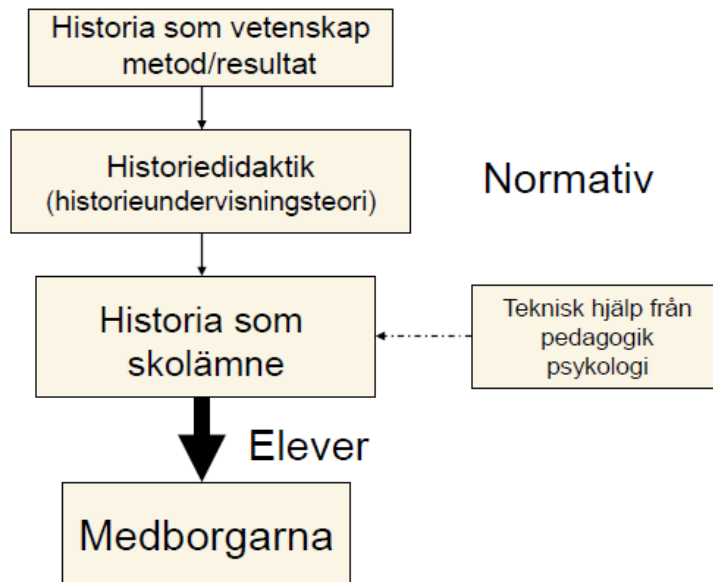 Historia som vetenskap
metod/resultat
Historiedidaktik
(historieundervisningsteori)
Normativ
Historia som
skolämne
Teknisk hjälp från
pedagogik
psykologi
Elever
Medborgarna